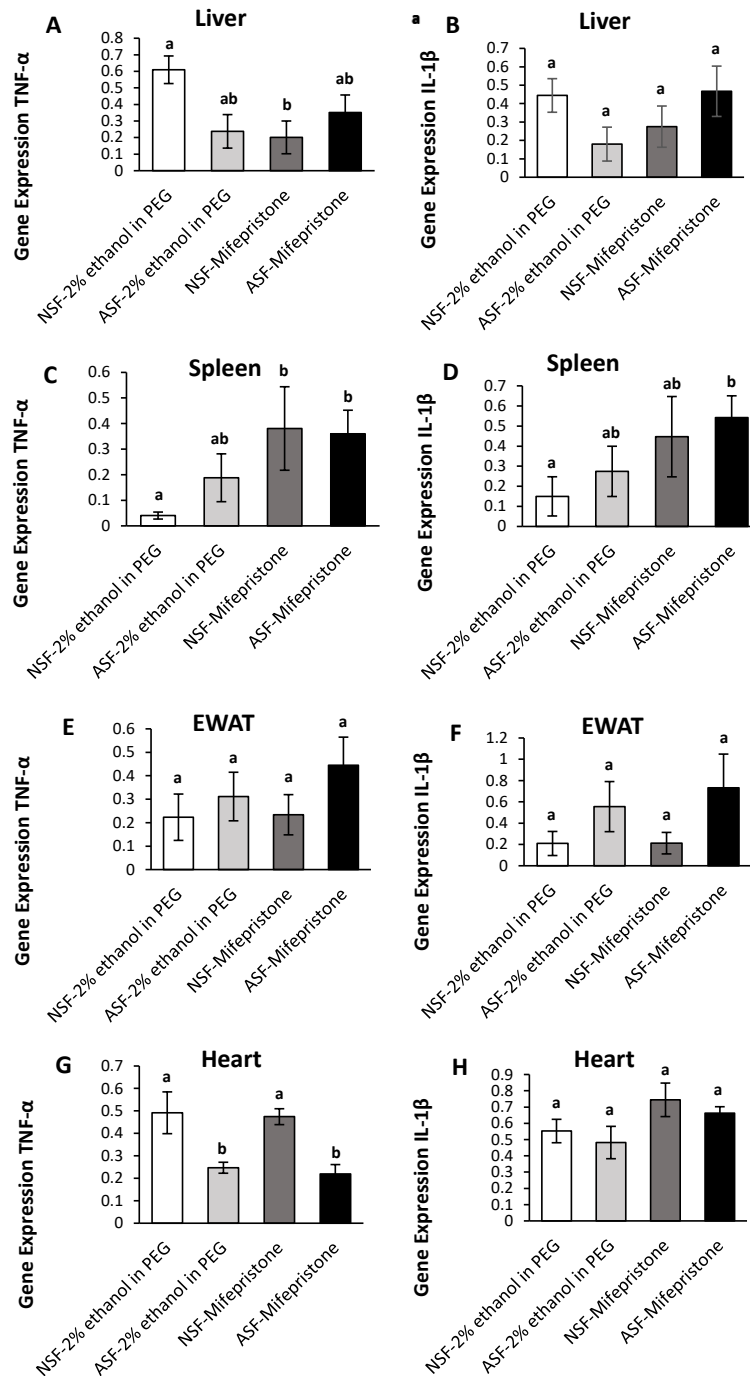 A
Liver
Gene Expression TNF-α
0.8
0.7
0.6
0.5
0.4
0.3
0.2
0.1
0
a
ab
b
ab
NSF-2% ethanol in PEG
ASF-2% ethanol in PEG
NSF-Mifepristone
ASF-Mifepristone
a
B
Liver
Gene Expression IL-1β
0.7
0.6
0.5
0.4
0.3
0.2
0.1
0
a
a
a
a
NSF-2% ethanol in PEG
ASF-2% ethanol in PEG
NSF-Mifepristone
ASF-Mifepristone
C
Spleen
Gene Expression TNF-α
0.6
0.5
0.4
0.3
0.2
0.1
0
a
ab
b
b
NSF-2% ethanol in PEG
ASF-2% ethanol in PEG
NSF-Mifepristone
ASF-Mifepristone
D
Spleen
Gene Expression IL-1β
0.7
0.6
0.5
0.4
0.3
0.2
0.1
0
a
ab
ab
b
NSF-2% ethanol in PEG
ASF-2% ethanol in PEG
NSF-Mifepristone
ASF-Mifepristone
E
EWAT
Gene Expression TNF-α
0.6
0.5
0.4
0.3
0.2
0.1
0
a
a
a
a
NSF-2% ethanol in PEG
ASF-2% ethanol in PEG
NSF-MIfepristone
ASF-Mifepristone
F
EWAT
Gene Expression IL-1β
1.2
1
0.8
0.6
0.4
0.2
0
a
a
a
a
NSF-2% ethanol in PEG
ASF-2% ethanol in PEG
NSF-MIfepristone
ASF-Mifepristone
G
Heart
Gene Expression TNF-α
0.7
0.6
0.5
0.4
0.3
0.2
0.1
0
a
b
a
b
NSF-2% ethanol in PEG
ASF-2% ethanol in PEG
NSF-Mifepristone
ASF-Mifepristone
H
Heart
Gene Expression IL-1β
0.9
0.8
0.7
0.6
0.5
0.4
0.3
0.2
0.1
0
a
a
a
a
NSF-2% ethanol in PEG
ASF-2% ethanol in PEG
NSF-Mifepristone
ASF-Mifepristone